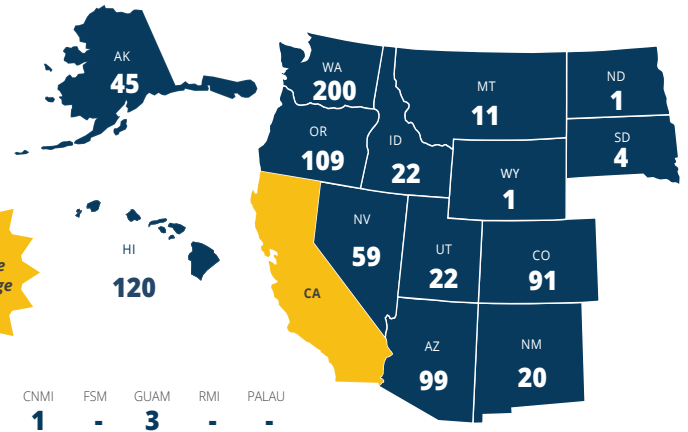 AK
45
WA
200
OR
109
ID
22
MT
11
ND
1
SD
4
WY
1
NV
59
UT
22
CO
91
CA
AZ
99
NM
20
HI
120
CNMI FSM GUAM RMI PALAU
1 - 3 - -